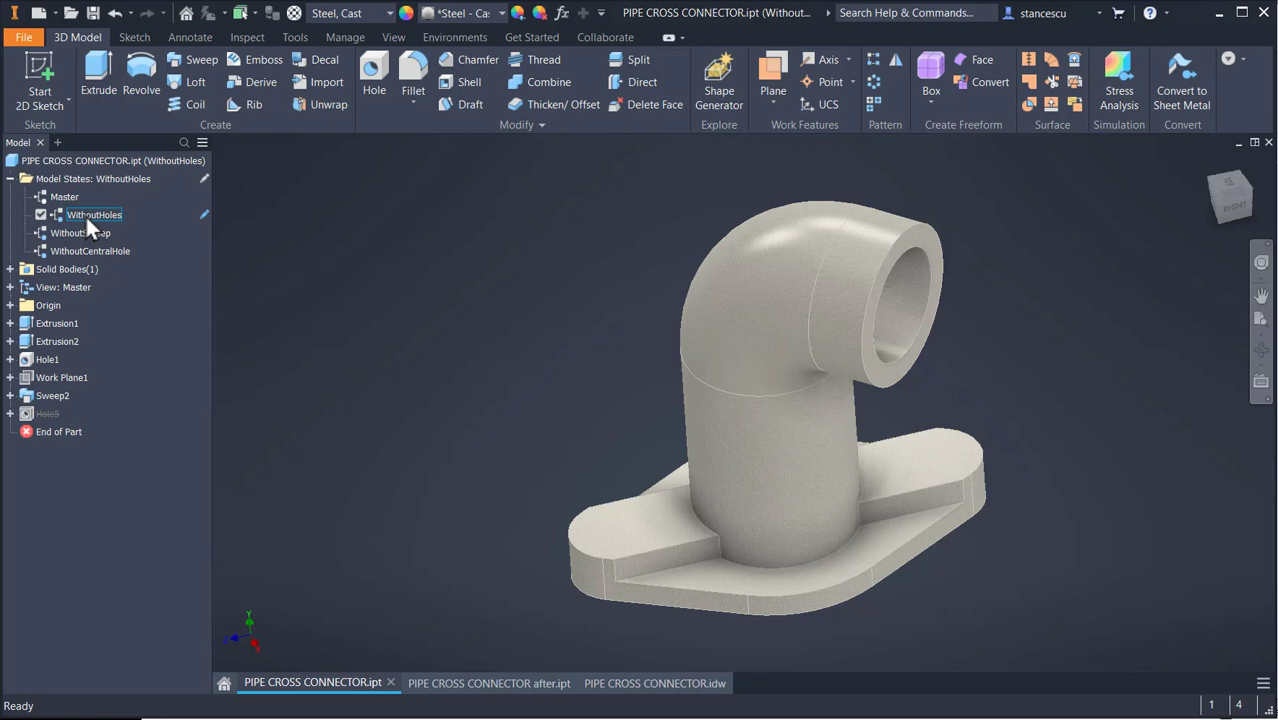 Steel, Cast
*Steel - Cas
PIPE CROSS CONNECTOR.ipt (Without...
Search Help & Commands...
stancescu
File
3D Model
Sketch
Annotate
Inspect
Tools
Manage
View
Environments
Get Started
Collaborate
Start
2D Sketch
Extrude
Revolve
Sweep
Emboss
Decal
Loft
Derive
Import
Coil
Rib
Unwrap
Hole
Fillet
Chamfer
Thread
Split
Shell
Combine
Direct
Draft
Thicken/ Offset
Delete Face
Shape
Generator
Plane
Axis
Point
UCS
Box
Face
Convert
Stress
Analysis
Convert to
Sheet Metal
Sketch
Create
Modify
Explore
Work Features
Pattern
Create Freeform
Surface
Simulation
Convert
Model
PIPE CROSS CONNECTOR.ipt (WithoutHoles)
Model States: WithoutHoles
Master
WithoutHoles
WithoutCentralHole
Solid Bodies(1)
View: Master
Origin
Extrusion1
Extrusion2
Hole1
Work Plane1
Sweep2
Hole5
End of Part
RIGHT
Y
Z
X
PIPE CROSS CONNECTOR.ipt
PIPE CROSS CONNECTOR after.ipt
PIPE CROSS CONNECTOR.idw
Ready
1
4